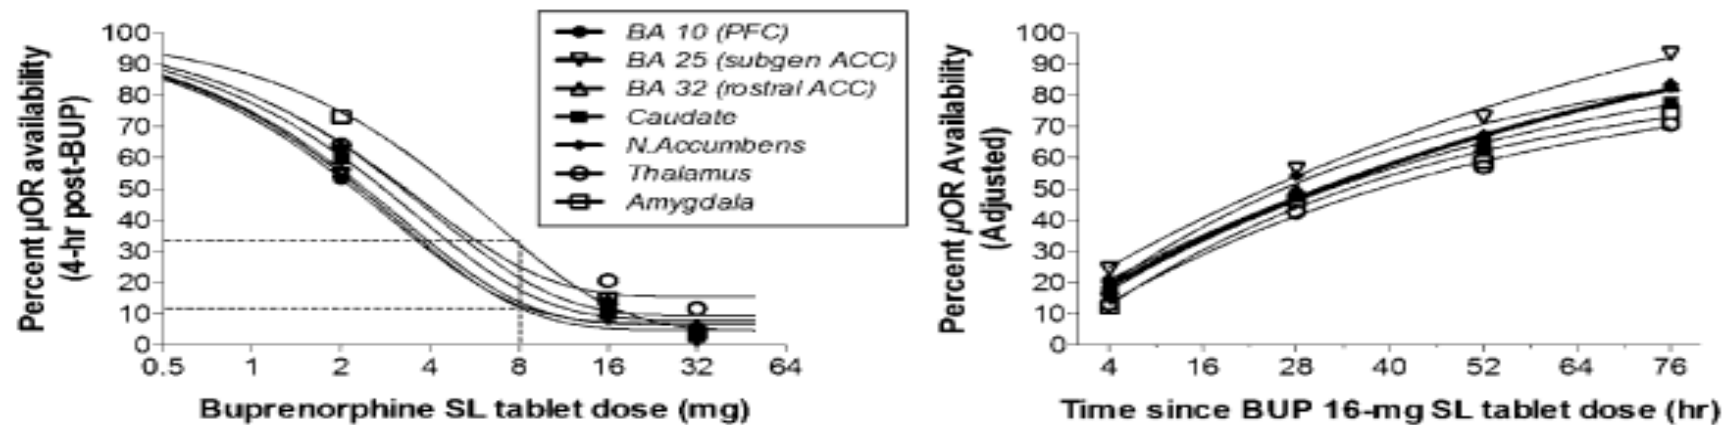 Percent µOR availability
(4-hr post-BUP)
100
90
80
70
60
50
40
30
20
10
0
0.5 1 2 4 8 16 32 64
Buprenorphine SL tablet dose (mg)
BA 10 (PFC)
BA 25 (subgen ACC)
BA 32 (rostral ACC)
Caudate
N.Accumbens
Thalamus
Amygdala
Percent µOR Availability
(Adjusted)
100
90
80
70
60
50
40
30
20
10
0
4 16 28 40 52 64 76
Time since BUP 16-mg SL tablet dose (hr)